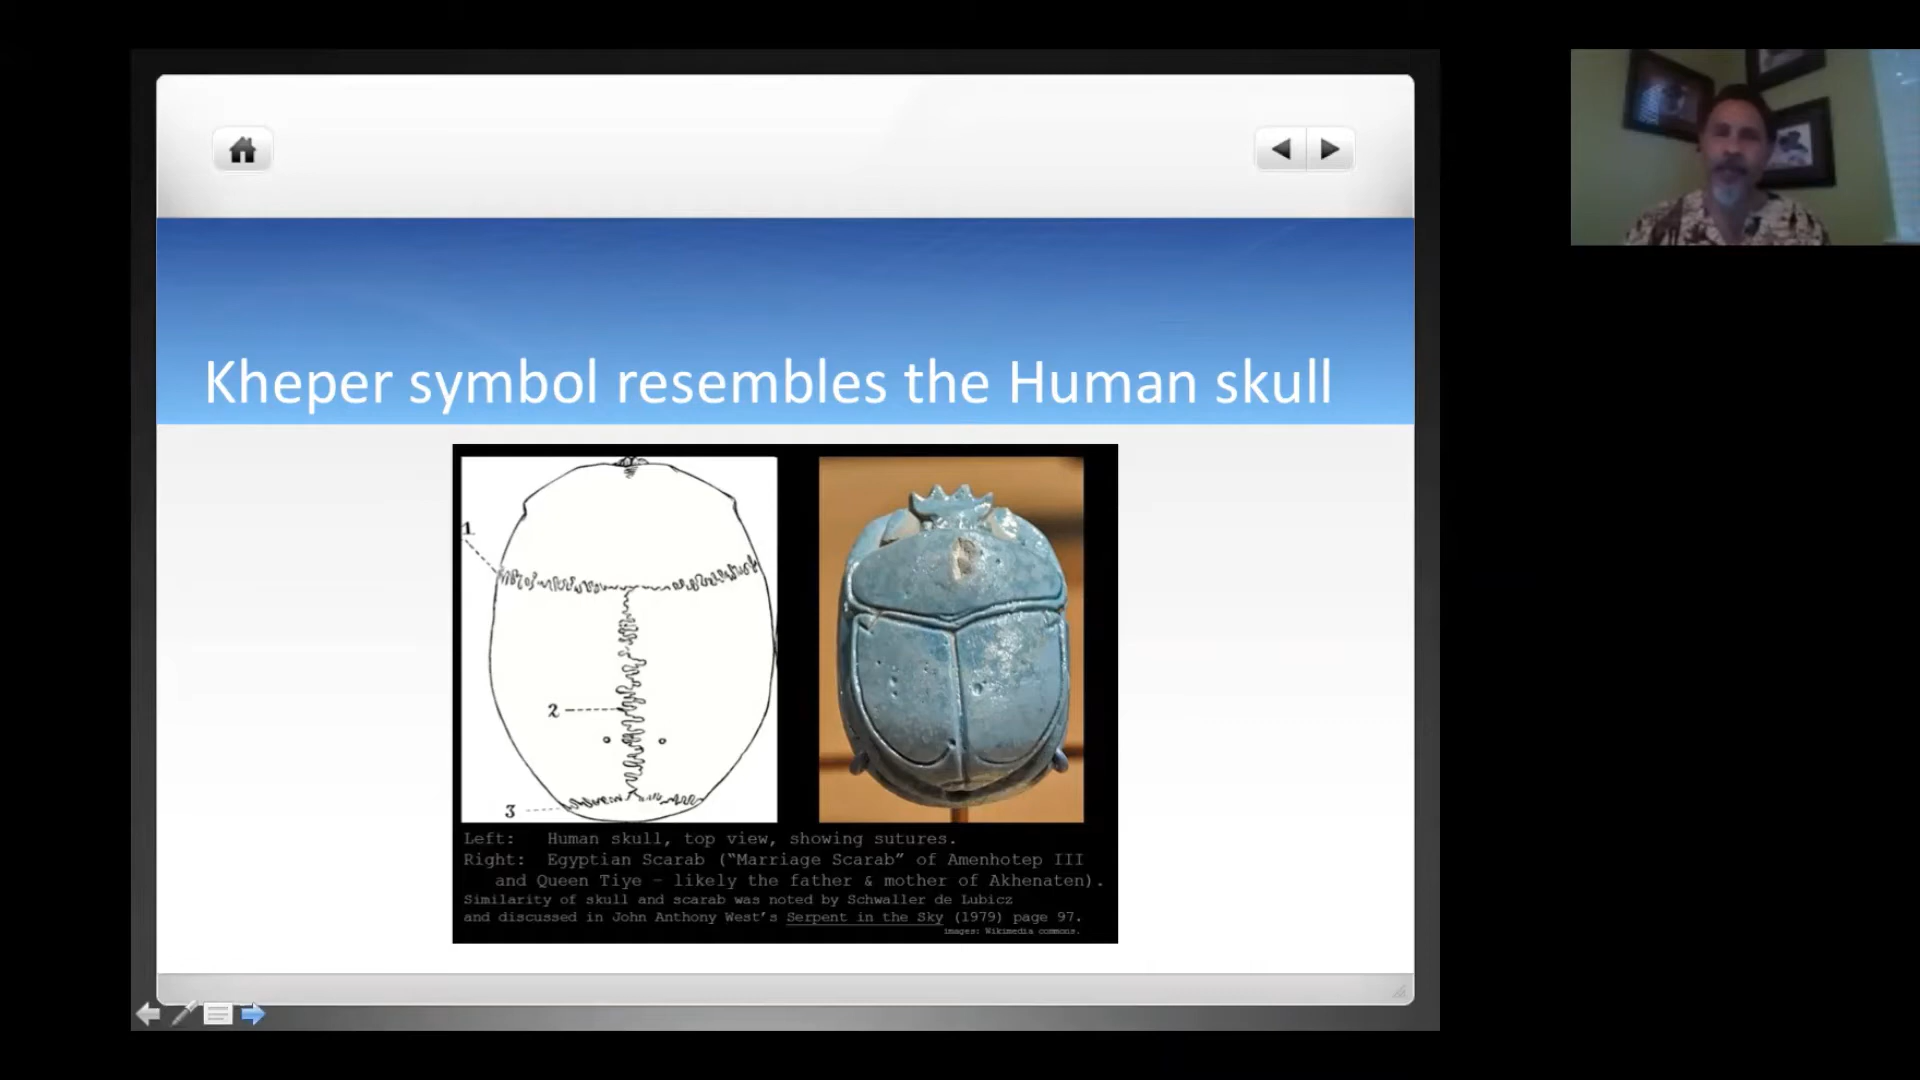 Kheper symbol resembles the Human skull
1
2
3
Left: Human skull, top view, showing sutures.
Right: Egyptian Scarab (“Marriage Scarab” of Amenhotep III
and Queen Tiye – likely the father & mother of Akhenaten).
Similarity of skull and scarab was noted by Schwaller de Lubicz
and discussed in John Anthony West’s Serpent in the Sky (1979) page 97.
images: Wikimedia commons.